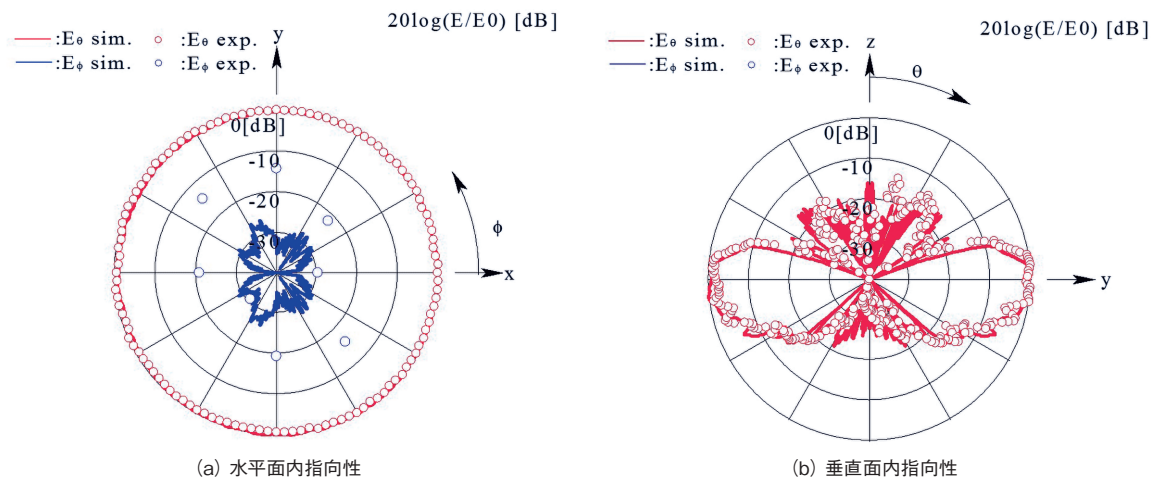 20log(E/E0) [dB]
:Eθ sim. :Eθ exp.
:Eϕ sim. :Eϕ exp.
y
0[dB]
-10
-20
-30
ϕ
x
(a) 水平面内指向性
20log(E/E0) [dB]
:Eθ sim. :Eθ exp.
:Eϕ sim. :Eϕ exp.
z
θ
0[dB]
-10
-20
-30
y
(b) 垂直面内指向性